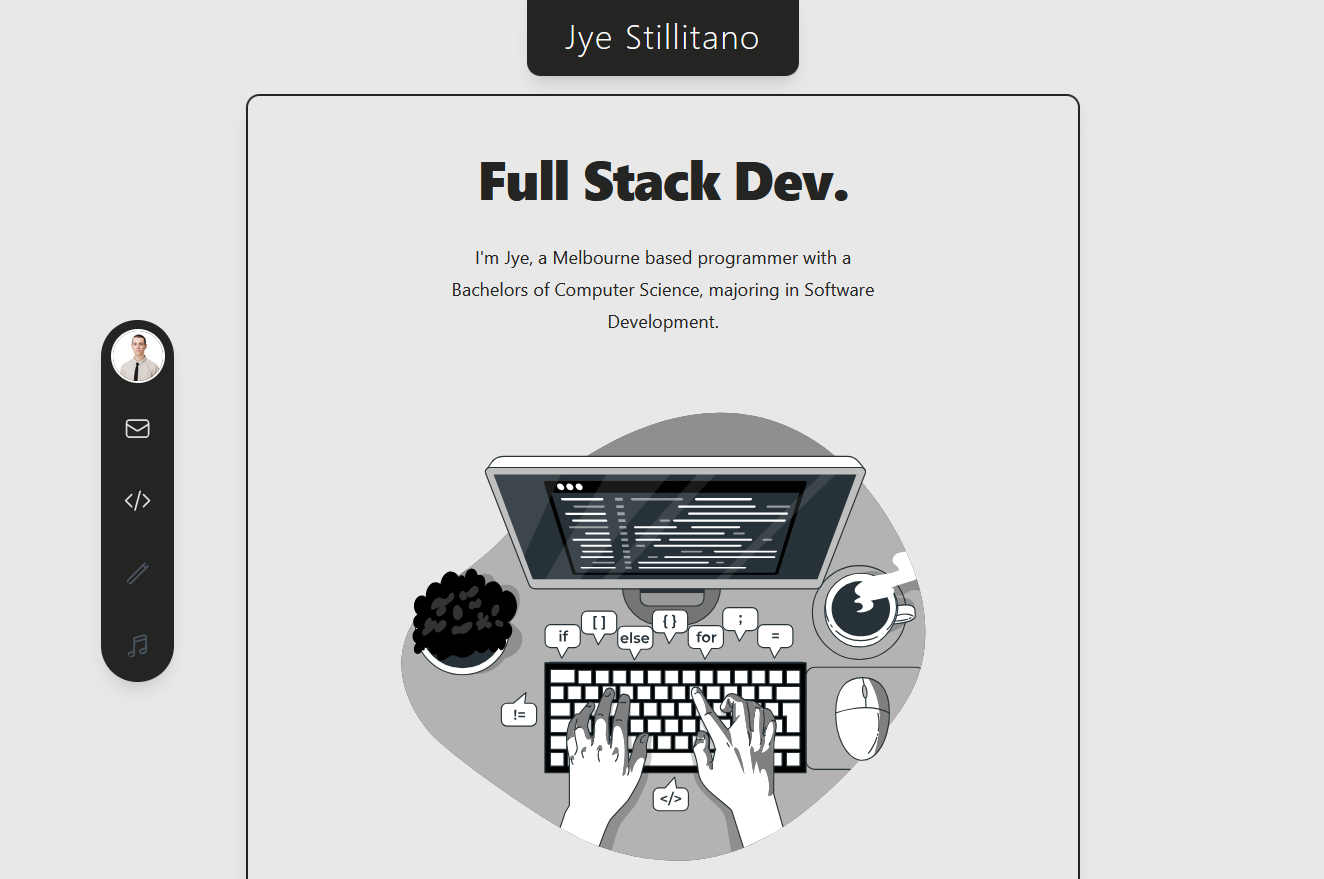 Jye Stillitano
Full Stack Dev.
I'm Jye, a Melbourne based programmer with a
Bachelors of Computer Science, majoring in Software
Development.
if
[ ]
else
{ }
for
;
=
!=
</>